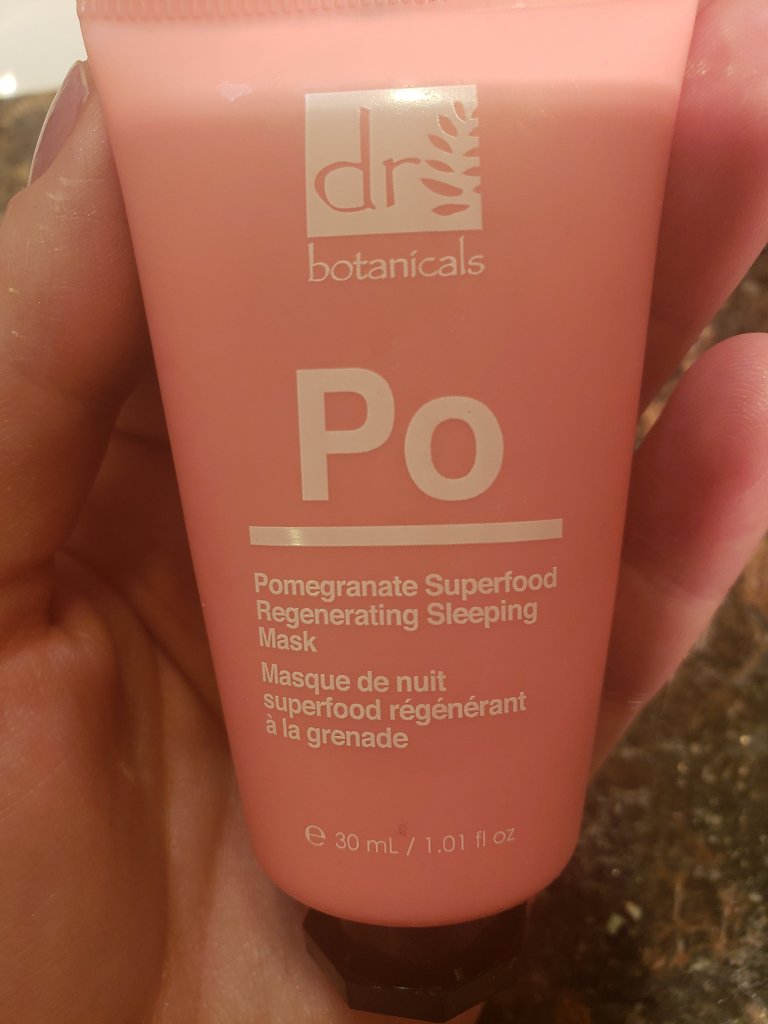 dr
botanicals
Po
Pomegranate Superfood
Regenerating Sleeping
Mask
Masque de nuit
superfood régénérant
à la grenade
℮ 30 mL / 1.01 fl oz